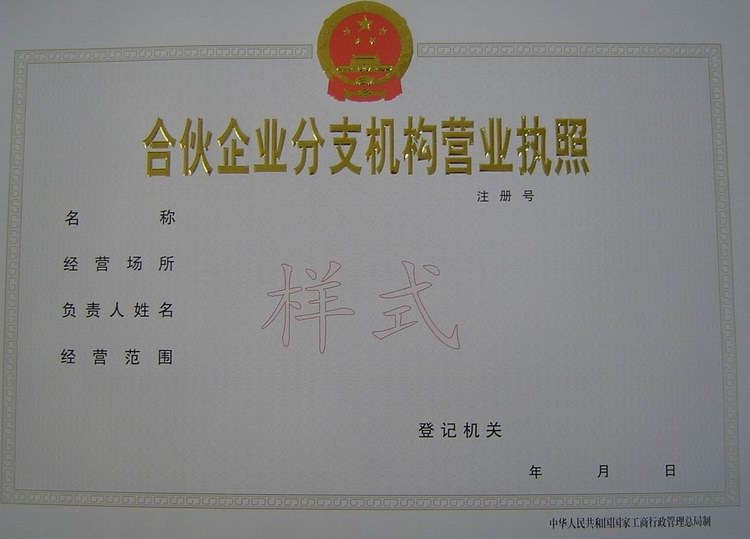 合伙企业分支机构营业执照
注册号
名称
经营场所
负责人姓名
经营范围
样式
登记机关
年 月 日
中华人民共和国国家工商行政管理总局制